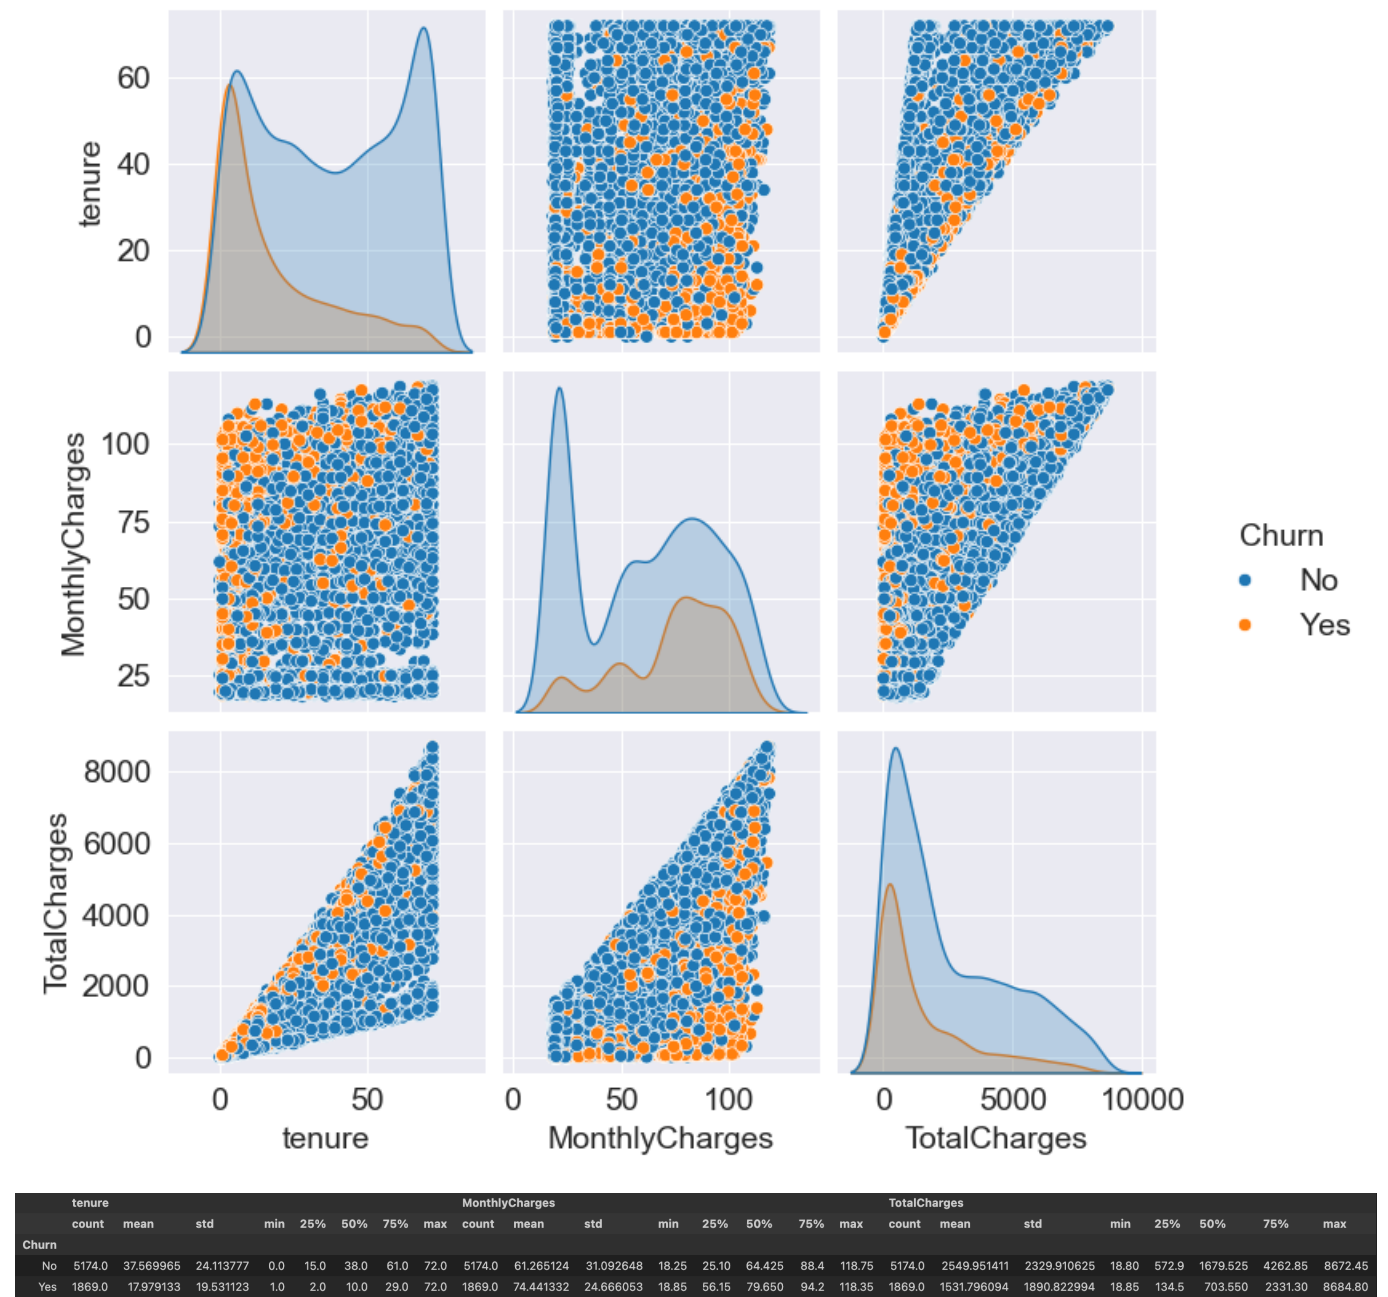 60
40
20
0
tenure
100
75
50
25
MonthlyCharges
Churn
No
Yes
8000
6000
4000
2000
0
TotalCharges
0 50 0 50 100 0 5000 10000
tenure MonthlyCharges TotalCharges
tenure MonthlyCharges TotalCharges
count mean std min 25% 50% 75% max count mean std min 25% 50% 75% max count mean std min 25% 50% 75% max
Churn
No 5174.0 37.569965 24.113777 0.0 15.0 38.0 61.0 72.0 5174.0 61.265124 31.092648 18.25 25.10 64.425 88.4 118.75 5174.0 2549.951411 2329.910625 18.80 572.9 1679.525 4262.85 8672.45
Yes 1869.0 17.979133 19.531123 1.0 2.0 10.0 29.0 72.0 1869.0 74.441332 24.666053 18.85 56.15 79.650 94.2 118.35 1869.0 1531.796094 1890.822994 18.85 134.5 703.550 2331.30 8684.80